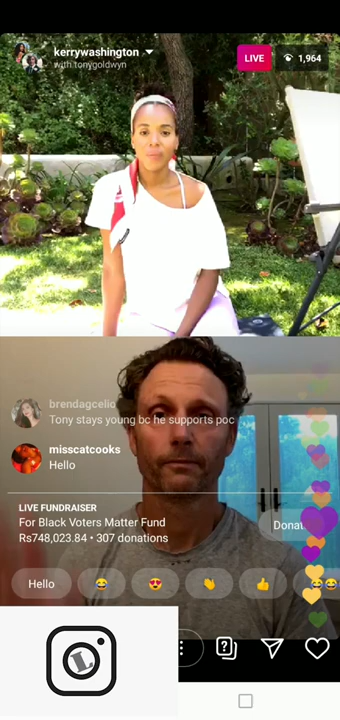 kerrywashington
with tonygoldwyn
LIVE
1,964
brendagcelio
Tony stays young bc he supports poc
misscatcooks
Hello
LIVE FUNDRAISER
For Black Voters Matter Fund
Rs748,023.84 • 307 donations
Donat
Hello
L